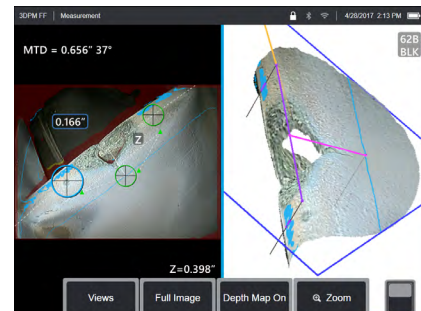 3DPM FF Measurement 4/28/2017 2:13 PM
MTD = 0.656" 37°
62B
BLK
0.166"
Z
Z=0.398"
Views Full Image Depth Map On Zoom